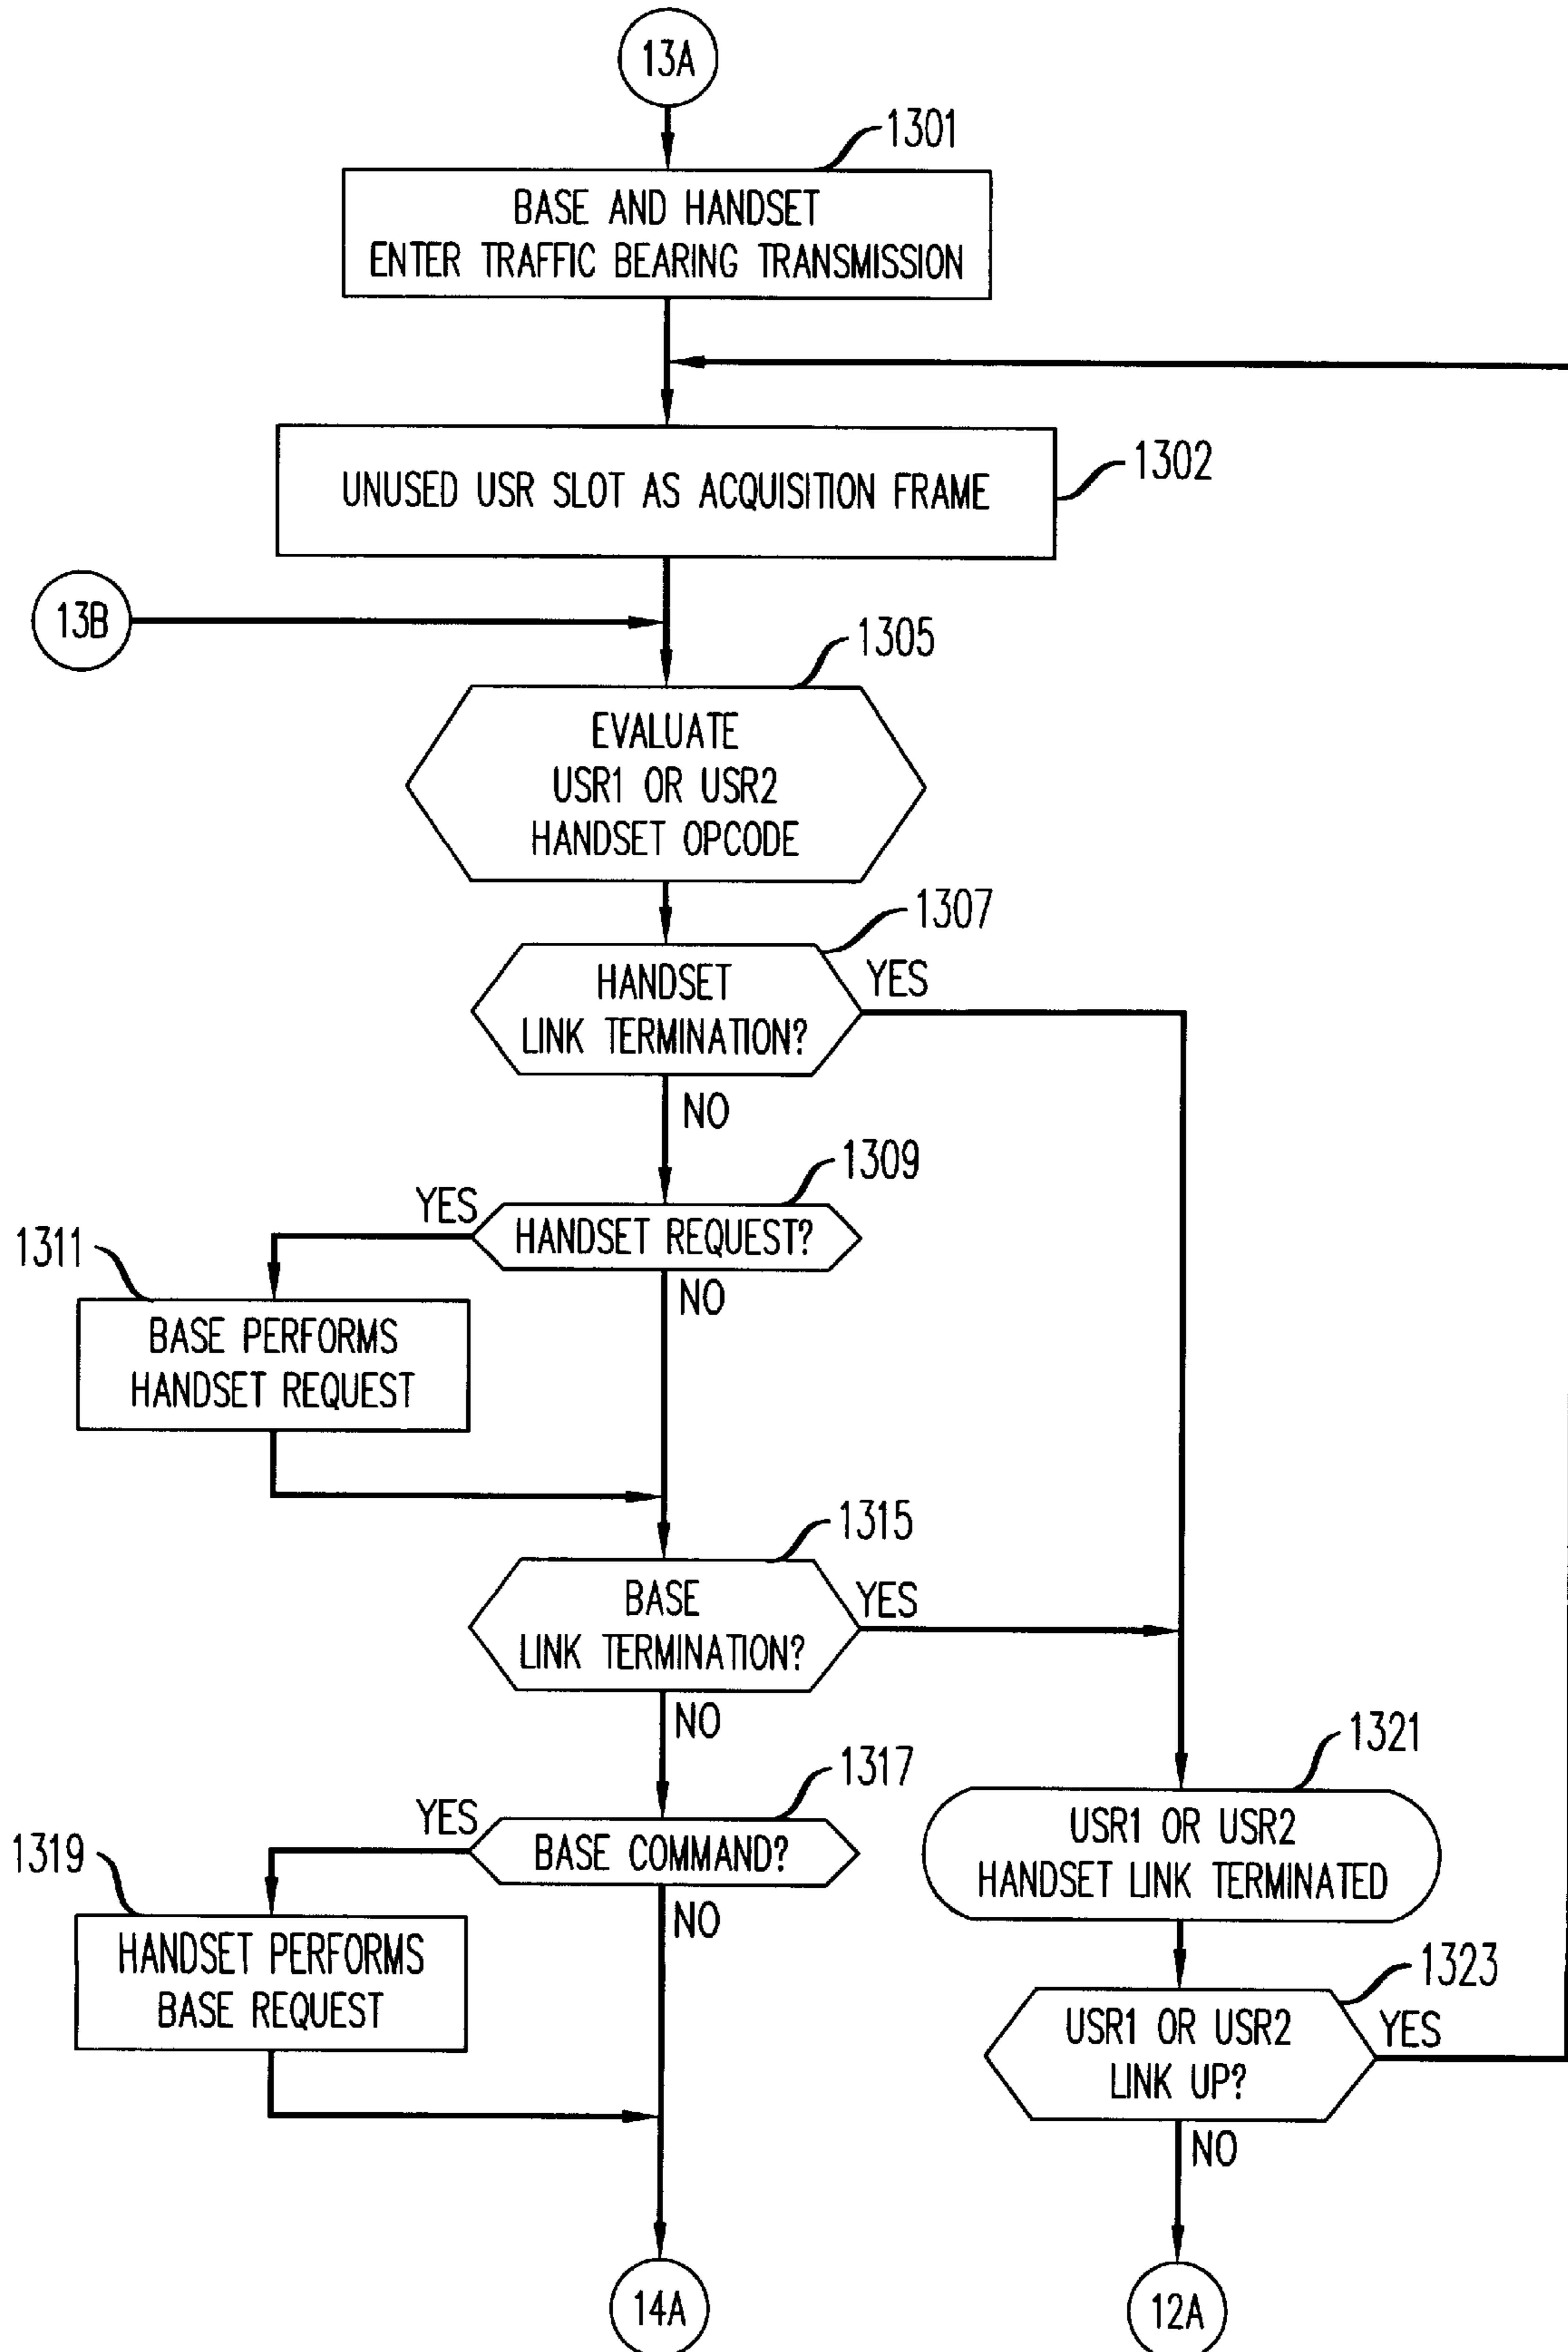 13A
1301
BASE AND HANDSET
ENTER TRAFFIC BEARING TRANSMISSION
UNUSED USR SLOT AS ACQUISITION FRAME
1302
13B
1305
EVALUATE
USR1 OR USR2
HANDSET OPCODE
1307
HANDSET
LINK TERMINATION?
YES
NO
1309
YES
HANDSET REQUEST?
NO
1311
BASE PERFORMS
HANDSET REQUEST
1315
BASE
LINK TERMINATION?
YES
NO
1317
YES
BASE COMMAND?
NO
1319
HANDSET PERFORMS
BASE REQUEST
1321
USR1 OR USR2
HANDSET LINK TERMINATED
1323
USR1 OR USR2
LINK UP?
YES
NO
14A
12A